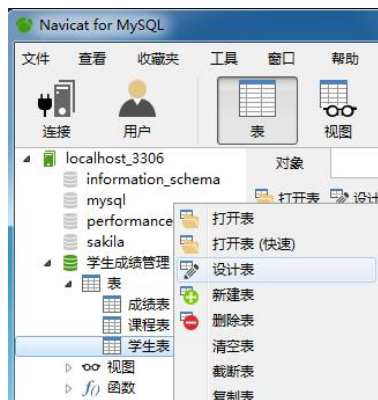 Navicat for MySQL
文件 查看 收藏夹 工具 窗口 帮助
连接 用户 表 视图
localhost_3306 对象
information_schema
mysql 打开表
performance 打开表
sakila 打开表 (快速)
学生成绩管理 设计表
表 新建表
成绩表
课程表 删除表
学生表 清空表
视图 截断表
函数 复制表